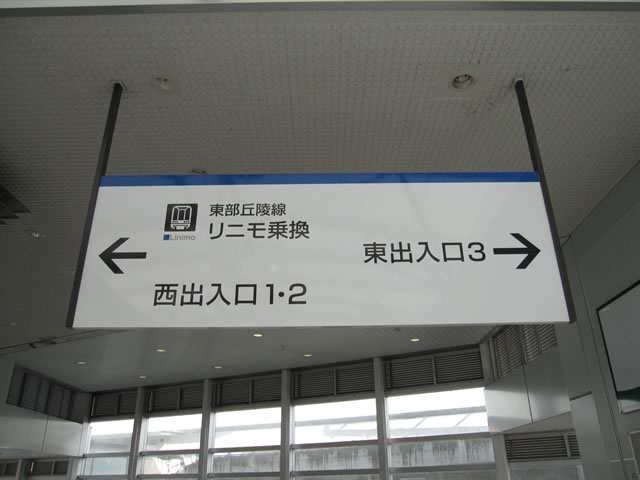 東部丘陵線
リニモ乗換
Linimo
西出入口1・2
東出入口3